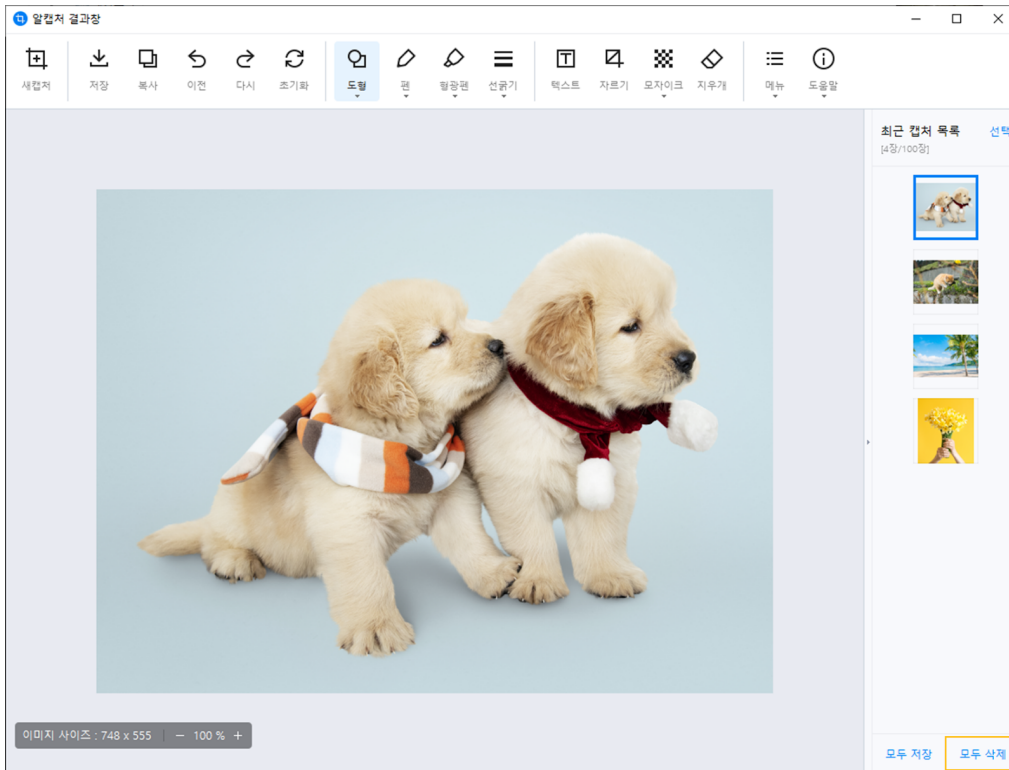 알캡처 결과창
새캡처 저장 복사 이전 다시 초기화 도형 펜 형광펜 선굵기 텍스트 자르기 모자이크 지우개 메뉴 도움말
최근 캡처 목록 선택
[4장/100장]
이미지 사이즈 : 748 x 555 100 %
모두 저장 모두 삭제